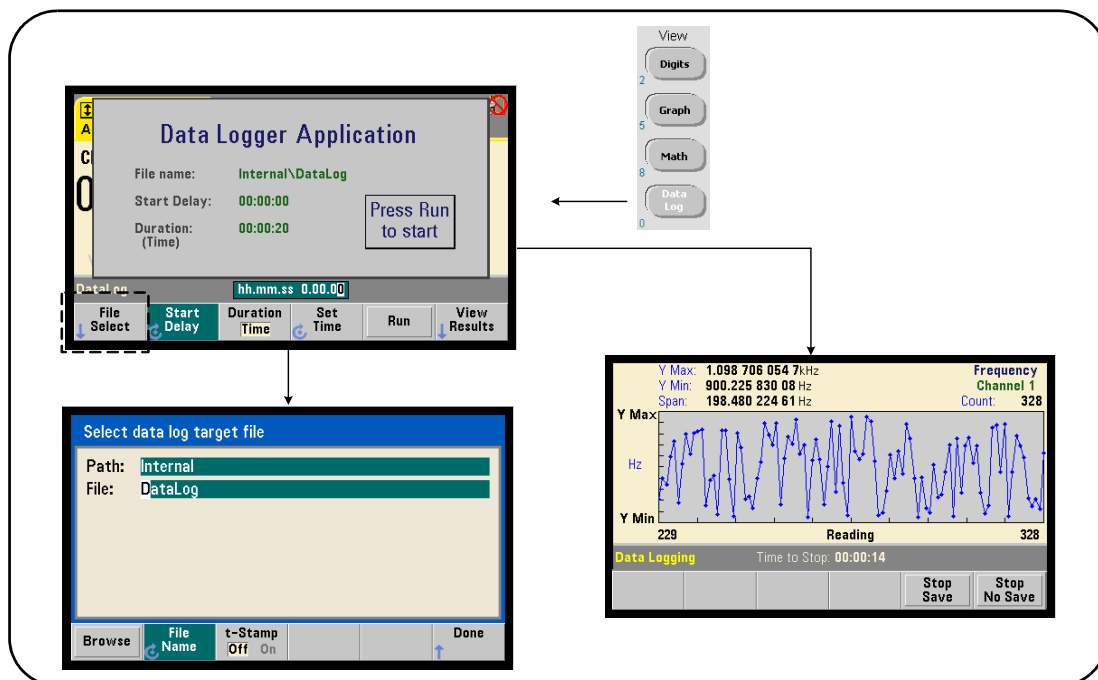 View
Digits
2
Graph
5
Math
8
Data
Log
0
Data Logger Application
File name: Internal\DataLog
Start Delay: 00:00:00
Duration: 00:00:20
(Time)
Press Run
to start
DataLog hh.mm.ss 0.00.00
File
Select
Start
Delay
Duration
Time
Set
Time
Run
View
Results
Select data log target file
Path: Internal
File: DataLog
Browse
File
Name
t-Stamp
Off On
Done
Y Max: 1.098 706 054 7kHz Frequency
Y Min: 900.225 830 08 Hz Channel 1
Span: 198.480 224 61 Hz Count: 328
Y Max
Hz
Y Min
229 Reading 328
Data Logging Time to Stop: 00:00:14
Stop
Save
Stop
No Save